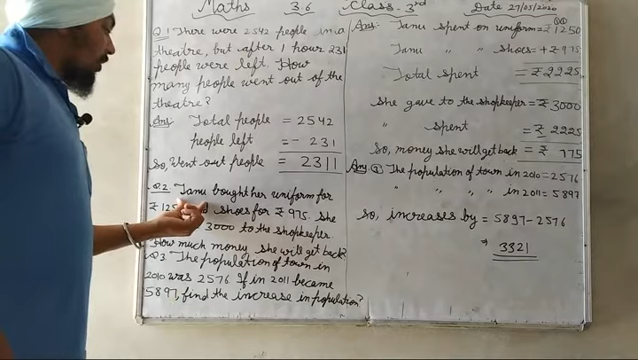 Maths 36 Class-3rd Date 27/05/2020
Q1 There were 2542 people in a
theatre, but after 1 hour 231
people were left. How
many people went out of the
theatre?
Ans: Total people = 2542
people left = - 231
So, Went out people = 2311
Q2 Tanu bought her uniform for
₹ 125 shoes for ₹ 975. She
3000 to the shopkeeper.
How much money she will get back?
Q3 The population of town in
2010 was 2576 If in 2011 became
5897, find the increase in population?
Ans: Tanu spent on uniform = ₹ 1250
Tanu " " shoes = + ₹ 975
Total spent = ₹ 2225
She gave to the shopkeeper = ₹ 3000
" spent = ₹ 2225
So, money she will get back = ₹ 775
Ans 3 The population of town in 2010 = 2576
" " " " in 2011 = 5897
So, increases by = 5897 - 2576
= 3321